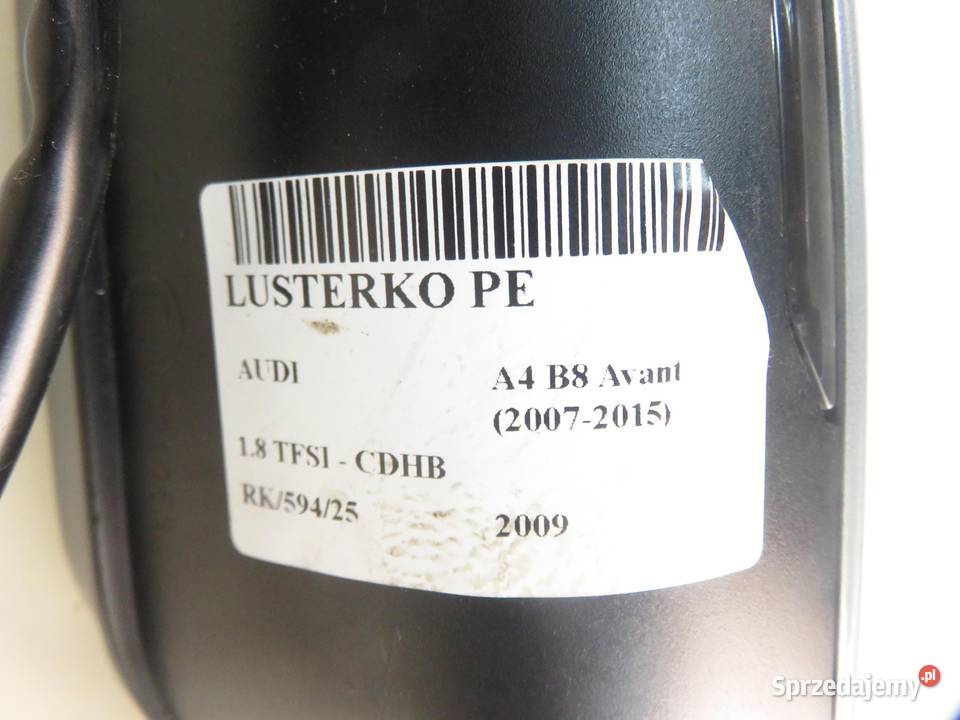 LUSTERKO PE
AUDI
A4 B8 Avant
(2007-2015)
1.8 TFSI - CDHB
RK/594/25
2009
Sprzedajemy.pl